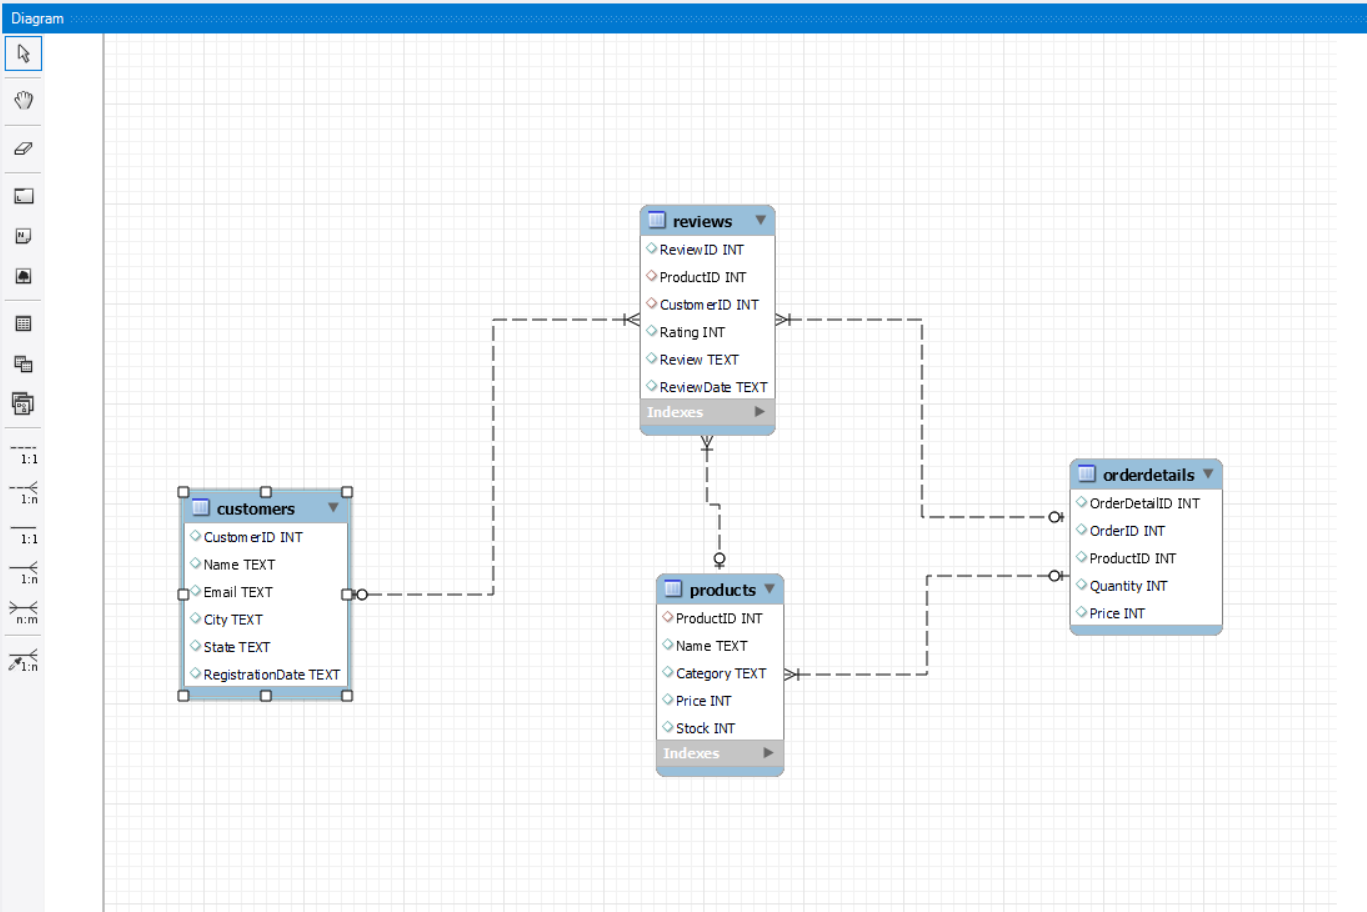 Diagram
1:1
1:n
1:1
1:n
n:m
1:n
reviews
ReviewID INT
ProductID INT
CustomerID INT
Rating INT
Review TEXT
ReviewDate TEXT
Indexes
customers
CustomerID INT
Name TEXT
Email TEXT
City TEXT
State TEXT
RegistrationDate TEXT
products
ProductID INT
Name TEXT
Category TEXT
Price INT
Stock INT
Indexes
orderdetails
OrderDetailID INT
OrderID INT
ProductID INT
Quantity INT
Price INT